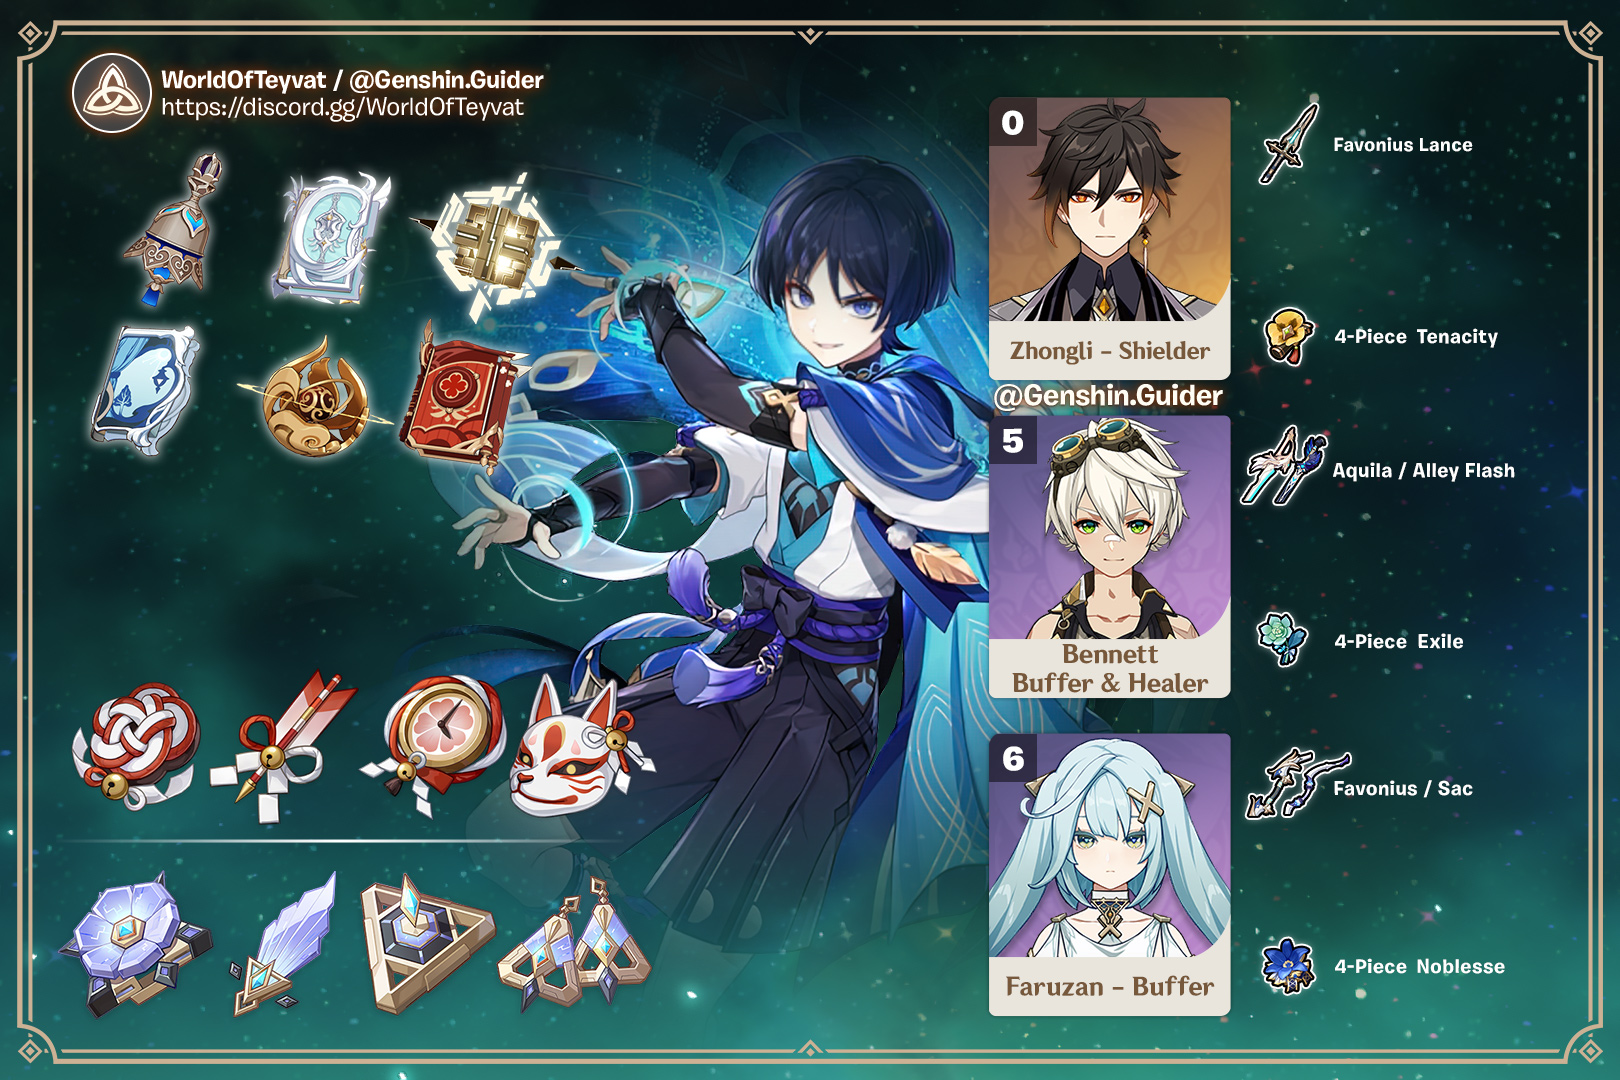 WorldOfTeyvat / @Genshin.Guider
https://discord.gg/WorldOfTeyvat
0
Zhongli - Shielder
Favonius Lance
4-Piece Tenacity
@Genshin.Guider
5
Bennett
Buffer & Healer
Aquila / Alley Flash
4-Piece Exile
6
Faruzan - Buffer
Favonius / Sac
4-Piece Noblesse